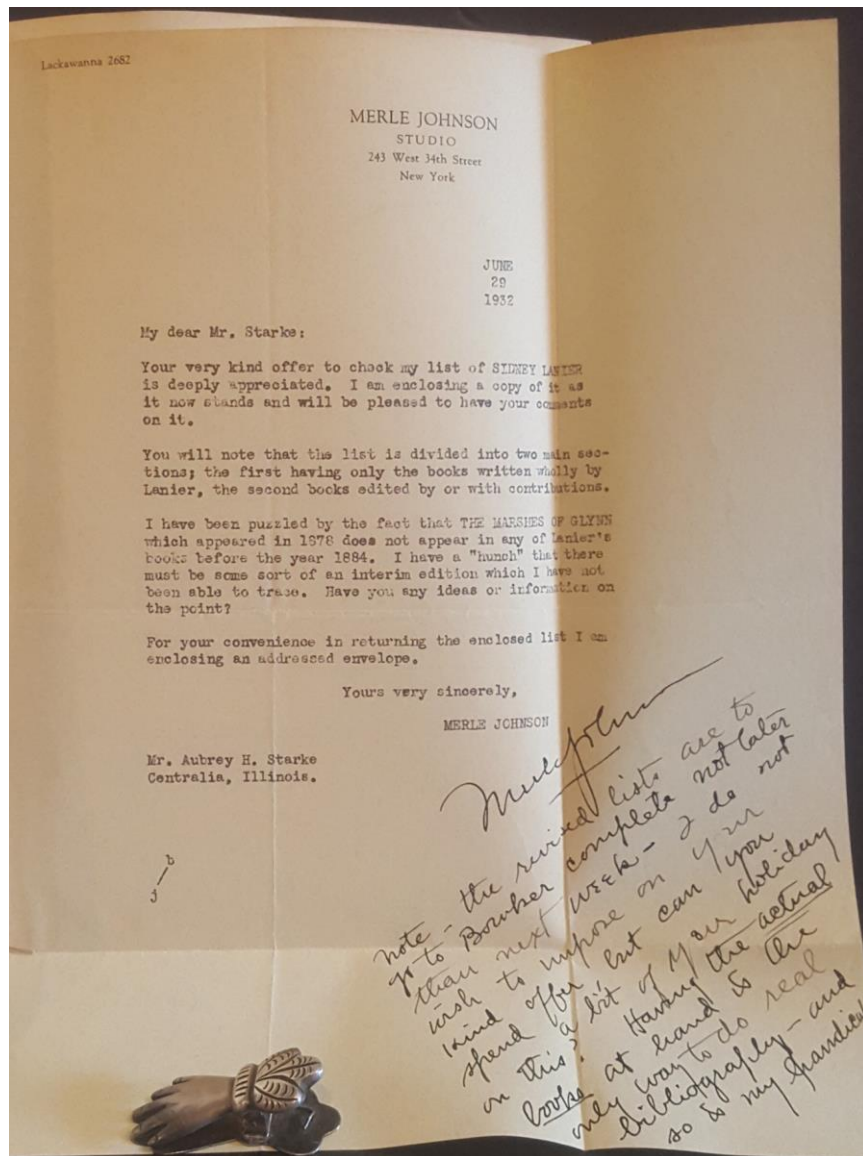 Lackawanna 2682
MERLE JOHNSON
STUDIO
243 West 34th Street
New York
JUNE
29
1932
My dear Mr. Starke:
Your very kind offer to check my list of SIDNEY LANIER
is deeply appreciated. I am enclosing a copy of it as
it now stands and will be pleased to have your comments
on it.
You will note that the list is divided into two main sec-
tions; the first having only the books written wholly by
Lanier, the second books edited by or with contributions.
I have been puzzled by the fact that THE MARSHES OF GLYNN
which appeared in 1878 does not appear in any of Lanier's
books before the year 1884. I have a "hunch" that there
must be some sort of an interim edition which I have not
been able to trace. Have you any ideas or information on
the point?
For your convenience in returning the enclosed list I am
enclosing an addressed envelope.
Yours very sincerely,
MERLE JOHNSON
Merle Johnson
Mr. Aubrey H. Starke
Centralia, Illinois.
note - the revised lists are to
go to Bowker complete not later
than next week - I do not
wish to impose on your
kind offer but can you
spend a bit of your holiday
on this? Having the actual
books at hand is the
only way to do real
bibliography - and
so is my handica